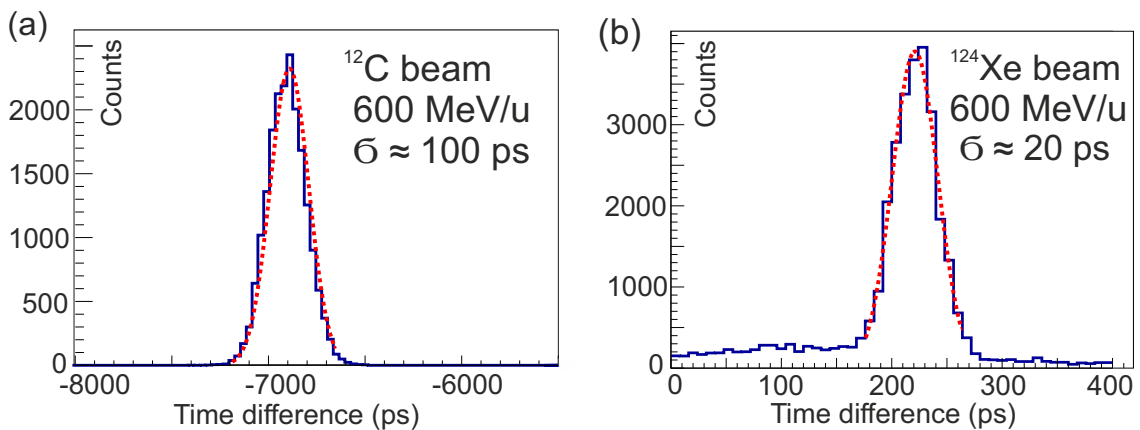 (a)
Counts
2000
1500
1000
500
0
-8000
-7000
-6000
Time difference (ps)
¹²C beam
600 MeV/u
б ≈ 100 ps
(b)
Counts
3000
2000
3000
1000
0
0
100
200
300
400
Time difference (ps)
¹²⁴Xe beam
600 MeV/u
б ≈ 20 ps